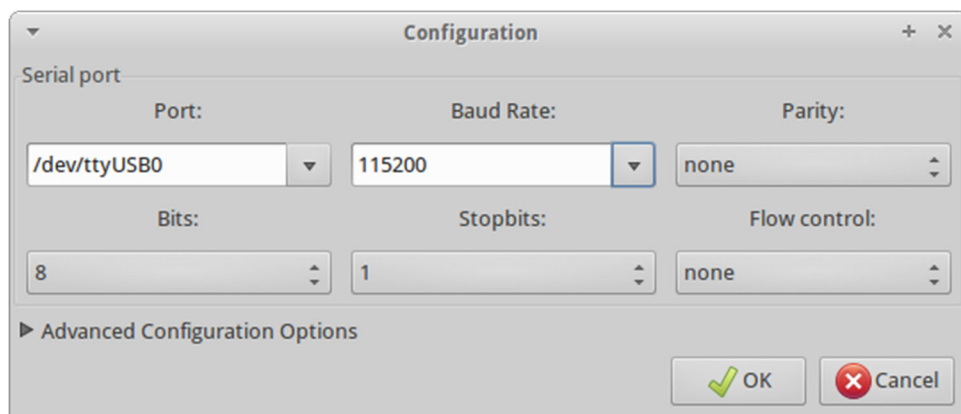 Configuration
Serial port
Port: Baud Rate: Parity:
/dev/ttyUSB0 115200 none
Bits: Stopbits: Flow control:
8 1 none
Advanced Configuration Options
OK Cancel